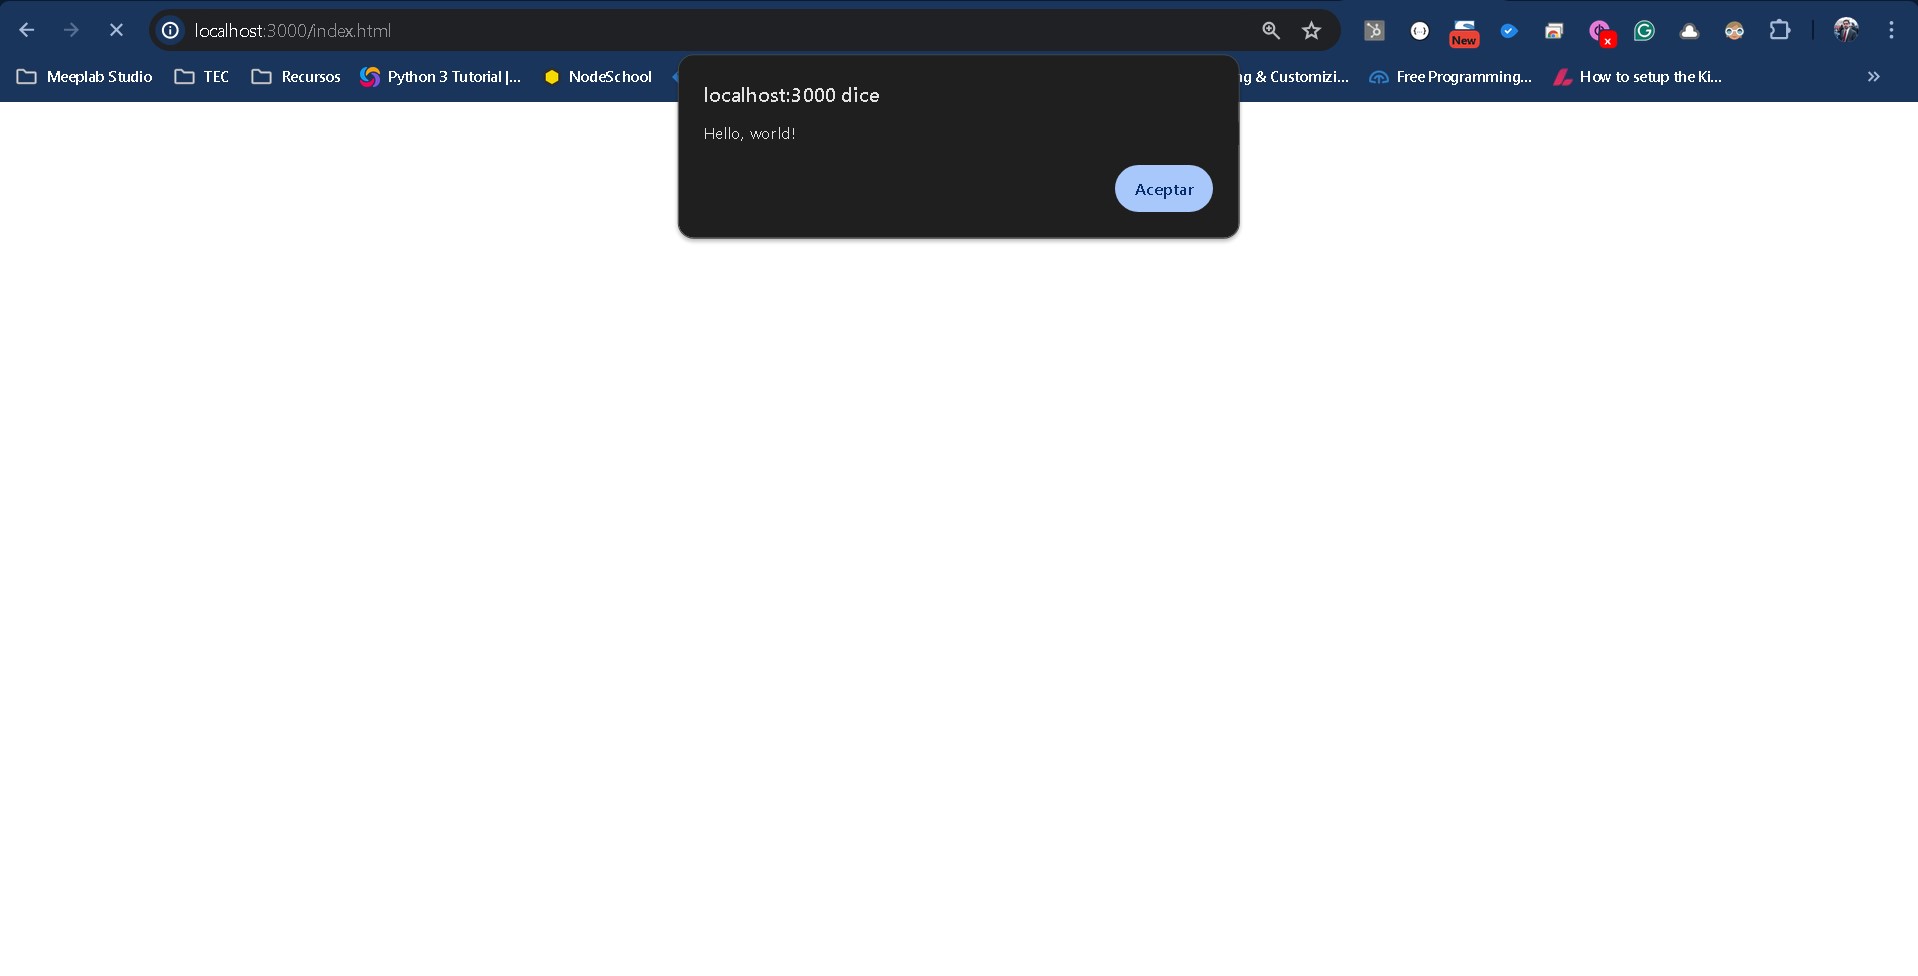 localhost:3000/index.html
New
Meeplab Studio
TEC
Recursos
Python 3 Tutorial |...
NodeSchool
ng & Customizi...
Free Programming...
How to setup the Ki...
localhost:3000 dice
Hello, world!
Aceptar